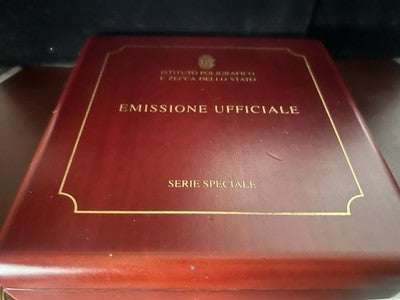 ISTITUTO POLIGRAFICO
E ZECCA DELLO STATO
EMISSIONE UFFICIALE
SERIE SPECIALE